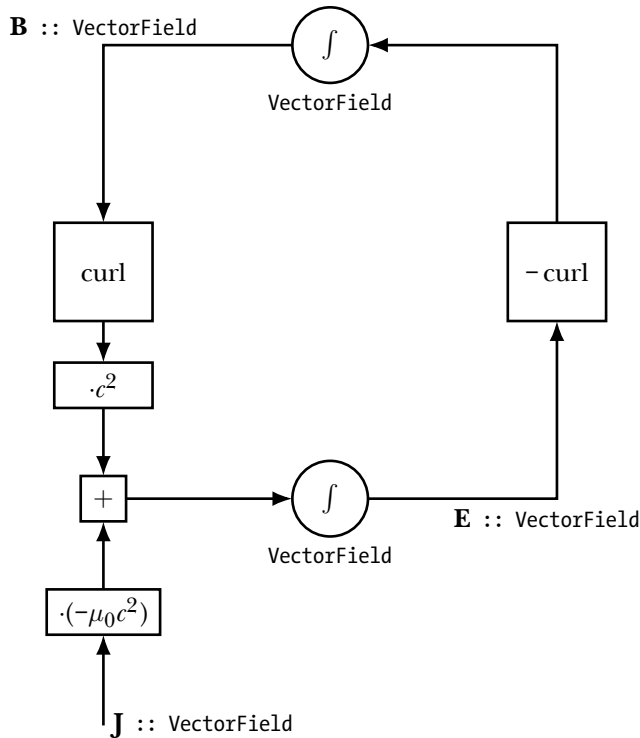 B :: VectorField
∫
VectorField
curl
− curl
·c²
+
∫
E :: VectorField
VectorField
·(−μ₀c²)
J :: VectorField